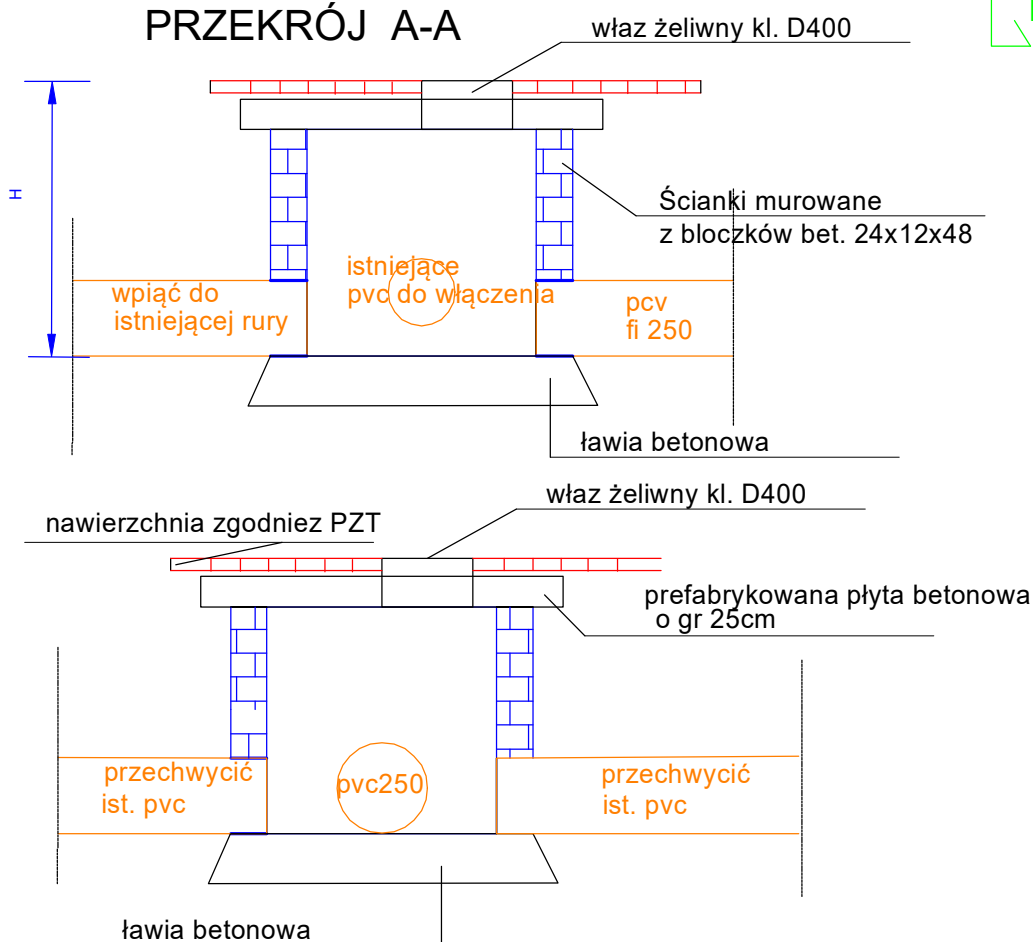 PRZEKRÓJ A-A
właz żeliwny kl. D400
H
Ścianki murowane
z bloczków bet. 24x12x48
wpiąć do
istniejącej rury
istniejące
pvc do włączenia
pcv
fi 250
ławia betonowa
właz żeliwny kl. D400
nawierzchnia zgodniez PZT
prefabrykowana płyta betonowa
o gr 25cm
przechwycić
ist. pvc
pvc250
przechwycić
ist. pvc
ławia betonowa